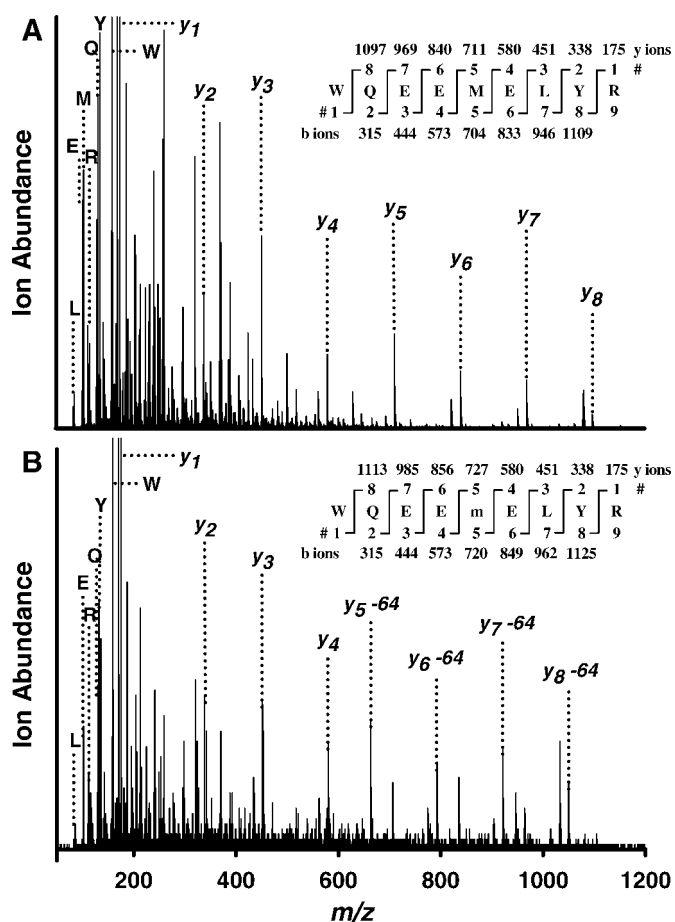 A
Ion Abundance
Y
y1
Q
W
M
E
R
L
y2
y3
y4
y5
y6
y7
y8
1097 969 840 711 580 451 338 175 y ions
8 7 6 5 4 3 2 1 #
W Q E E M E L Y R
# 1 2 3 4 5 6 7 8 9
b ions 315 444 573 704 833 946 1109
B
Ion Abundance
y1
W
Y
Q
E
R
L
y2
y3
y4
y5 -64
y6 -64
y7 -64
y8 -64
1113 985 856 727 580 451 338 175 y ions
8 7 6 5 4 3 2 1 #
W Q E E m E L Y R
# 1 2 3 4 5 6 7 8 9
b ions 315 444 573 720 849 962 1125
200 400 600 800 1000 1200
m/z